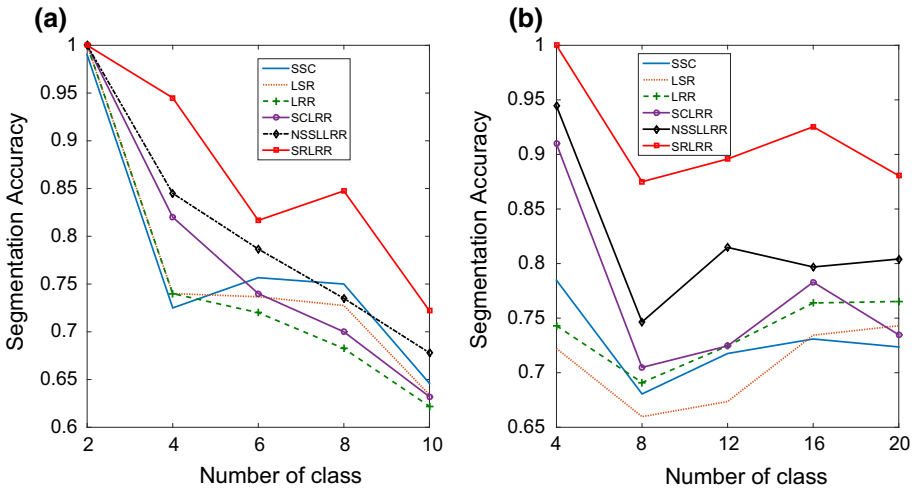 (a)
1
0.95
0.9
0.85
0.8
0.75
0.7
0.65
0.6
Segmentation Accuracy
SSC
LSR
LRR
SCLRR
NSSLLRR
SRLRR
2 4 6 8 10
Number of class
(b)
1
0.95
0.9
0.85
0.8
0.75
0.7
0.65
Segmentation Accuracy
SSC
LSR
LRR
SCLRR
NSSLLRR
SRLRR
4 8 12 16 20
Number of class